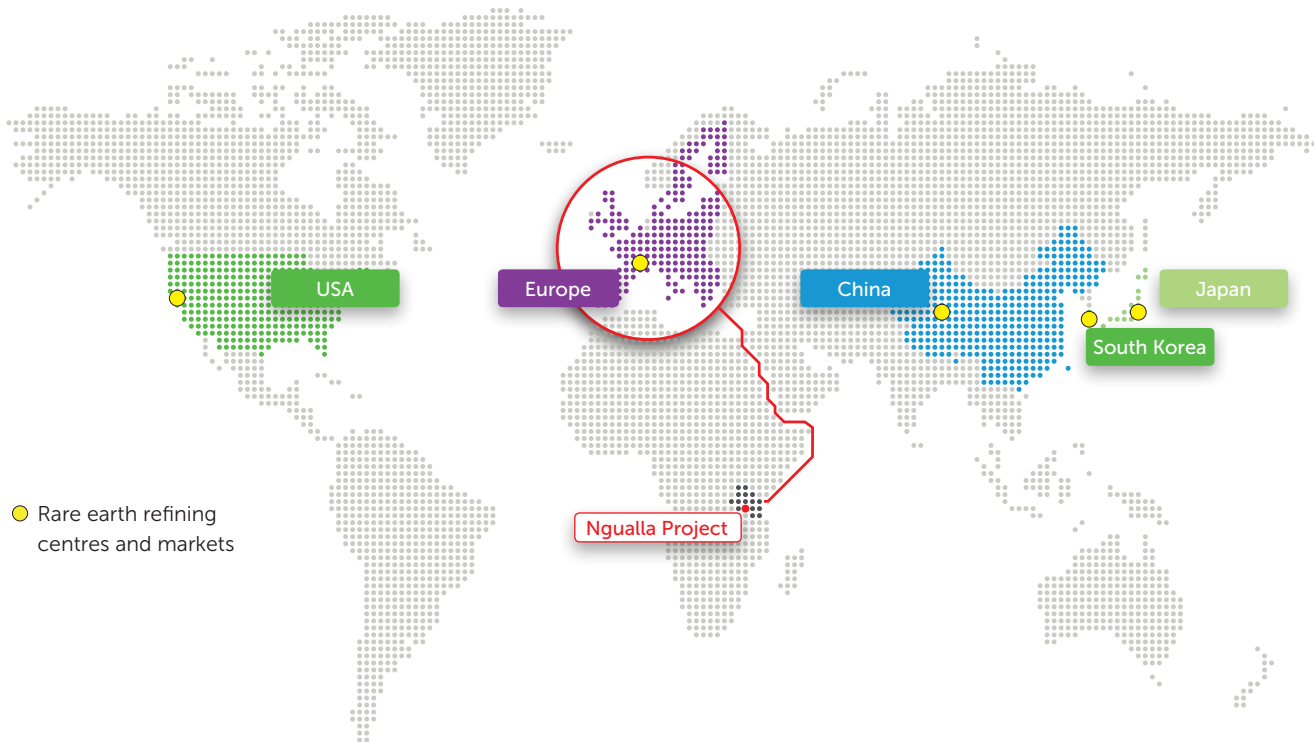 USA
Europe
China
Japan
South Korea
Ngualla Project
Rare earth refining
centres and markets